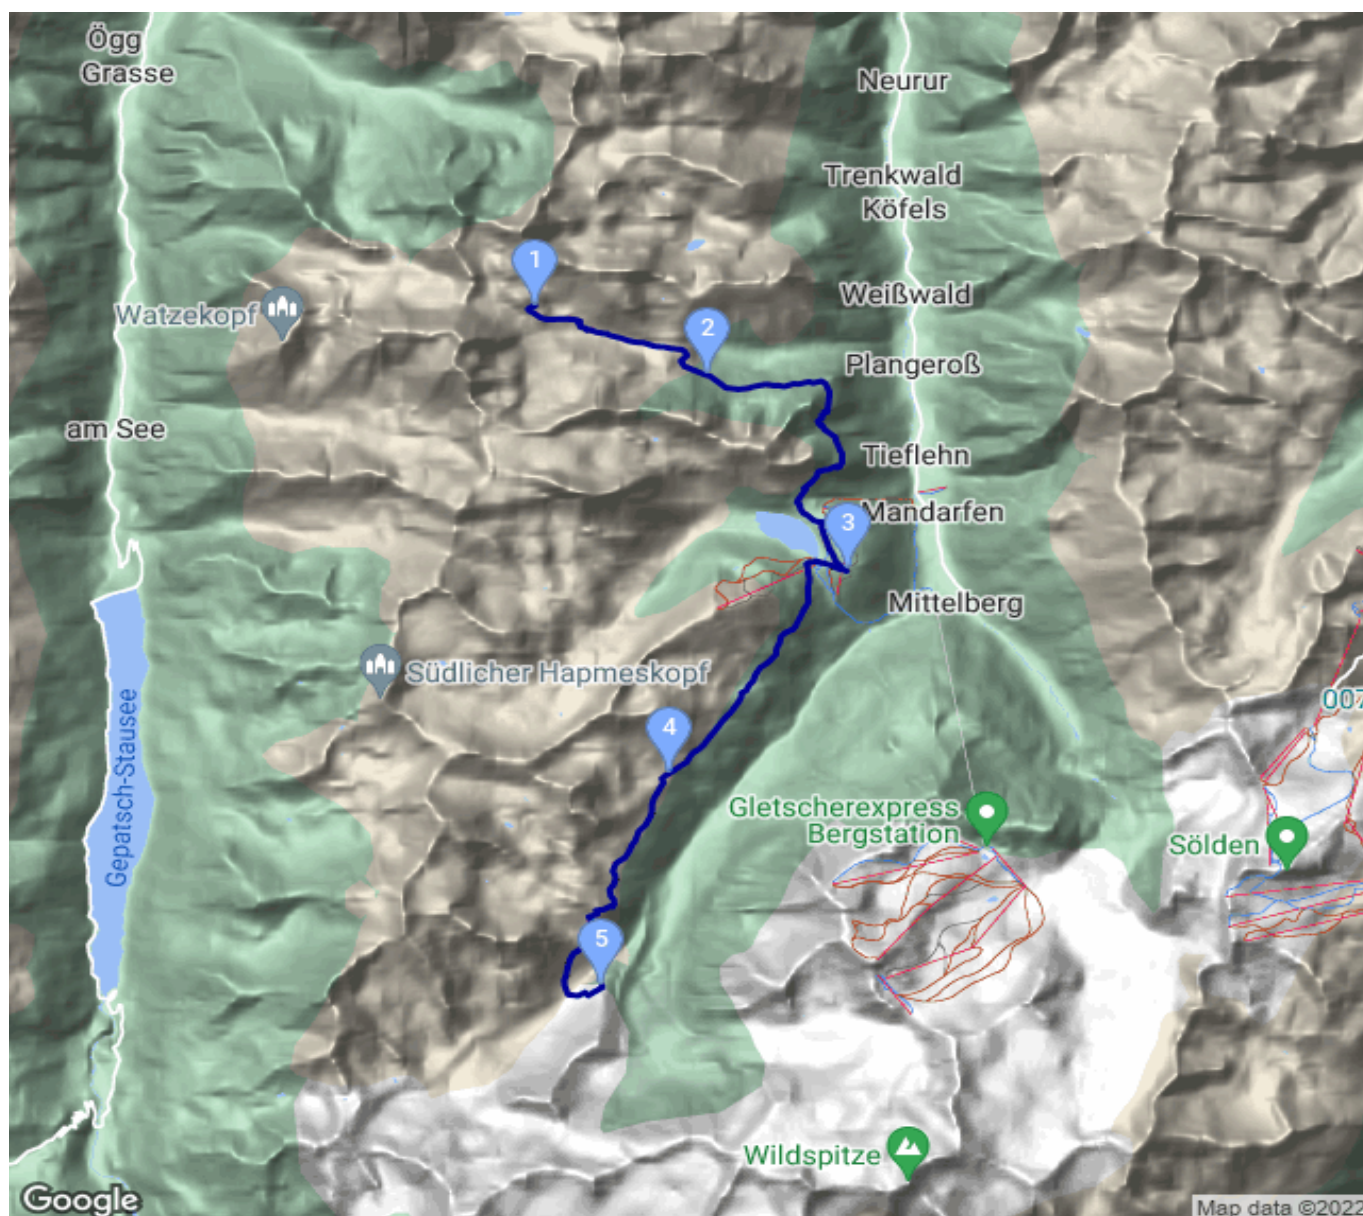 Ögg
Grasse
Neurur
Trenkwald
Köfels
1
Watzekopf
Weißwald
2
Plangeroß
am See
Tieflehn
Mandarfen
3
Mittelberg
Südlicher Hapmeskopf
007
4
Gepatsch-Stausee
Gletscherexpress
Bergstation
Sölden
5
Wildspitze
Google
Map data ©2022